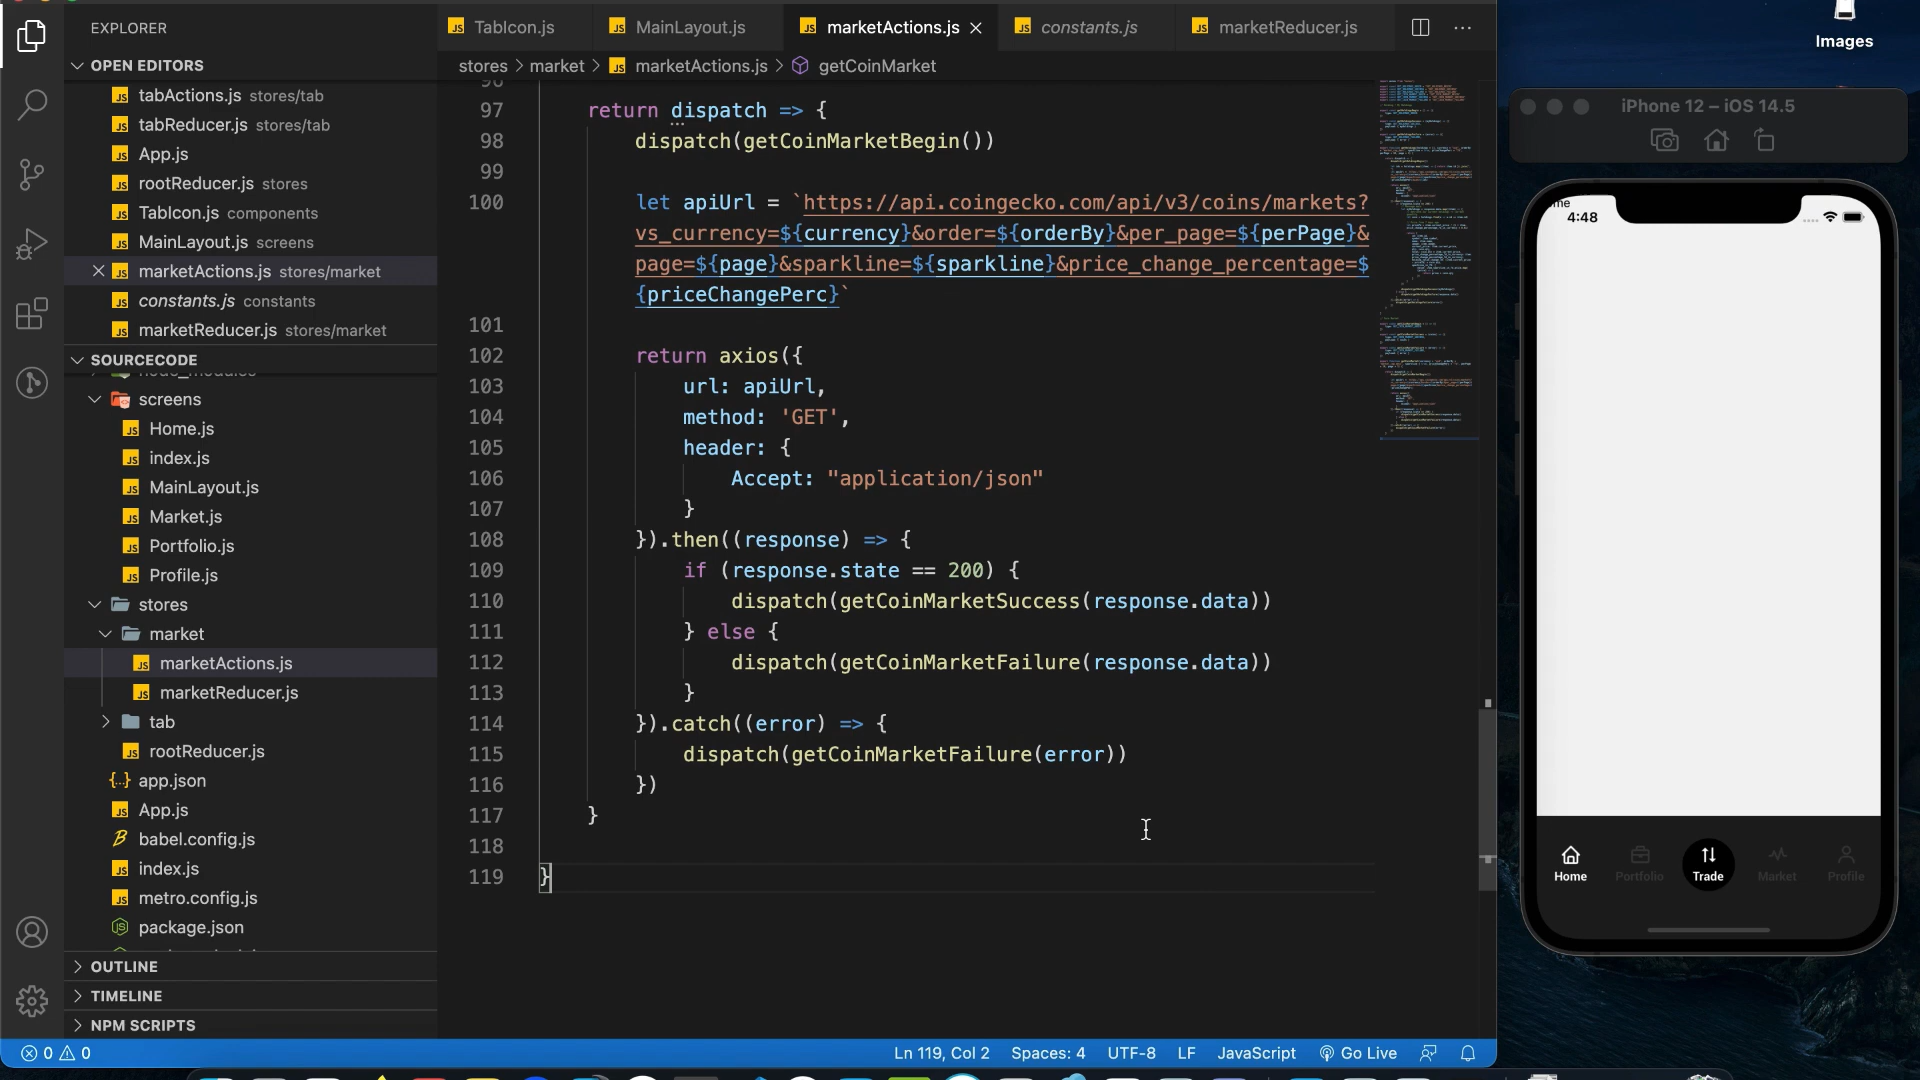 EXPLORER
OPEN EDITORS
tabActions.js stores/tab
tabReducer.js stores/tab
App.js
rootReducer.js stores
TabIcon.js components
MainLayout.js screens
marketActions.js stores/market
constants.js constants
marketReducer.js stores/market
SOURCECODE
node_modules
screens
Home.js
index.js
MainLayout.js
Market.js
Portfolio.js
Profile.js
stores
market
marketActions.js
marketReducer.js
tab
rootReducer.js
app.json
App.js
babel.config.js
index.js
metro.config.js
package.json
OUTLINE
TIMELINE
NPM SCRIPTS
TabIcon.js
MainLayout.js
marketActions.js
constants.js
marketReducer.js
stores > market > marketActions.js > getCoinMarket
96
97 return dispatch => {
98 dispatch(getCoinMarketBegin())
99
100 let apiUrl = `https://api.coingecko.com/api/v3/coins/markets?
vs_currency=${currency}&order=${orderBy}&per_page=${perPage}&
page=${page}&sparkline=${sparkline}&price_change_percentage=$
{priceChangePerc}`
101
102 return axios({
103 url: apiUrl,
104 method: 'GET',
105 header: {
106 Accept: "application/json"
107 }
108 }).then((response) => {
109 if (response.state == 200) {
110 dispatch(getCoinMarketSuccess(response.data))
111 } else {
112 dispatch(getCoinMarketFailure(response.data))
113 }
114 }).catch((error) => {
115 dispatch(getCoinMarketFailure(error))
116 })
117 }
118
119 }
0 0
Ln 119, Col 2 Spaces: 4 UTF-8 LF JavaScript Go Live
Images
iPhone 12 – iOS 14.5
me
4:48
Home Portfolio Trade Market Profile